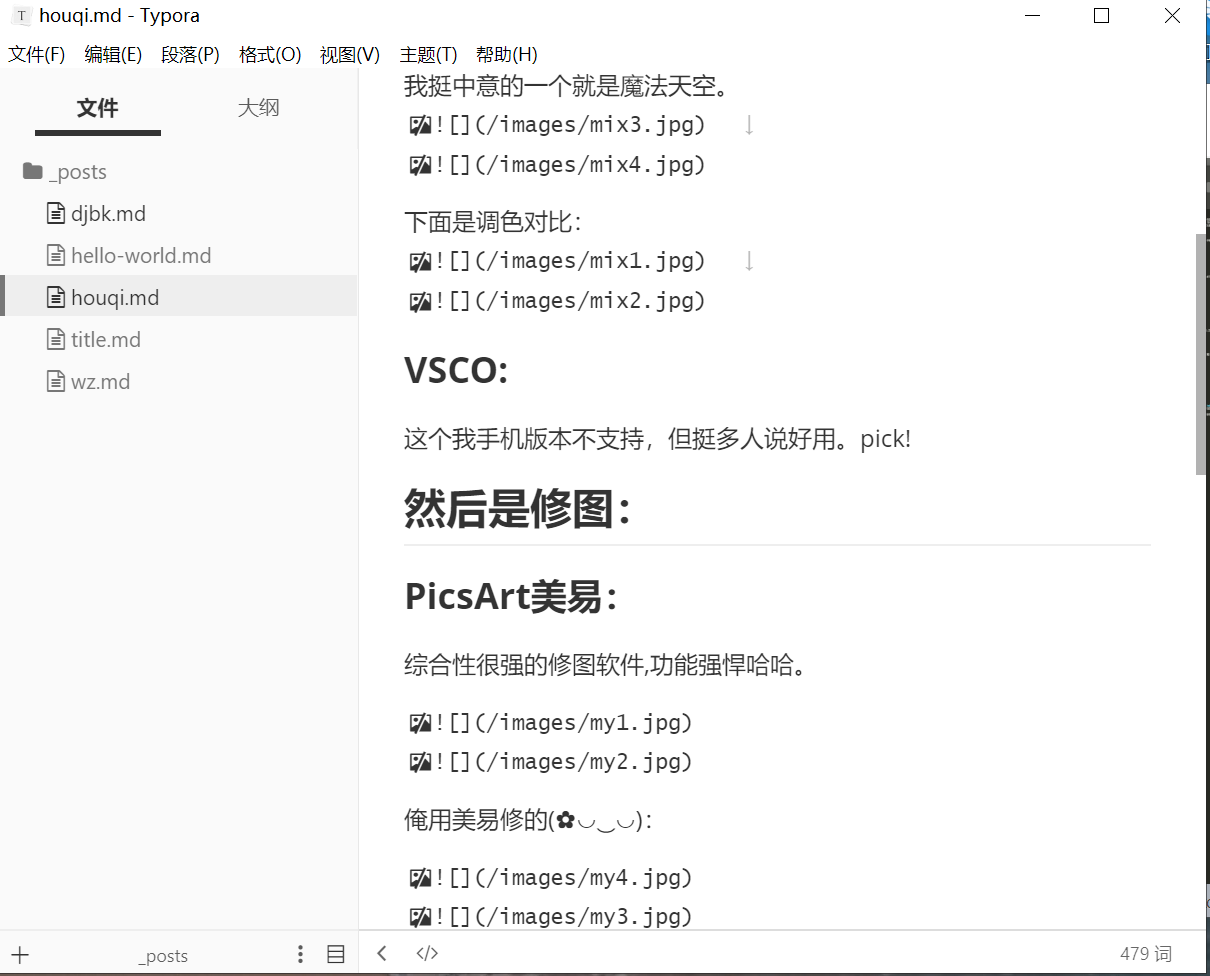 houqi.md - Typora
文件(F) 编辑(E) 段落(P) 格式(O) 视图(V) 主题(T) 帮助(H)
文件 大纲
_posts
djbk.md
hello-world.md
houqi.md
title.md
wz.md
我挺中意的一个就是魔法天空。
![](/images/mix3.jpg) ↓
![](/images/mix4.jpg)
下面是调色对比：
![](/images/mix1.jpg) ↓
![](/images/mix2.jpg)
VSCO:
这个我手机版本不支持，但挺多人说好用。pick!
然后是修图：
PicsArt美易：
综合性很强的修图软件,功能强悍哈哈。
![](/images/my1.jpg)
![](/images/my2.jpg)
俺用美易修的(✿◡‿◡)：
![](/images/my4.jpg)
![](/images/my3.jpg)
_posts
479 词